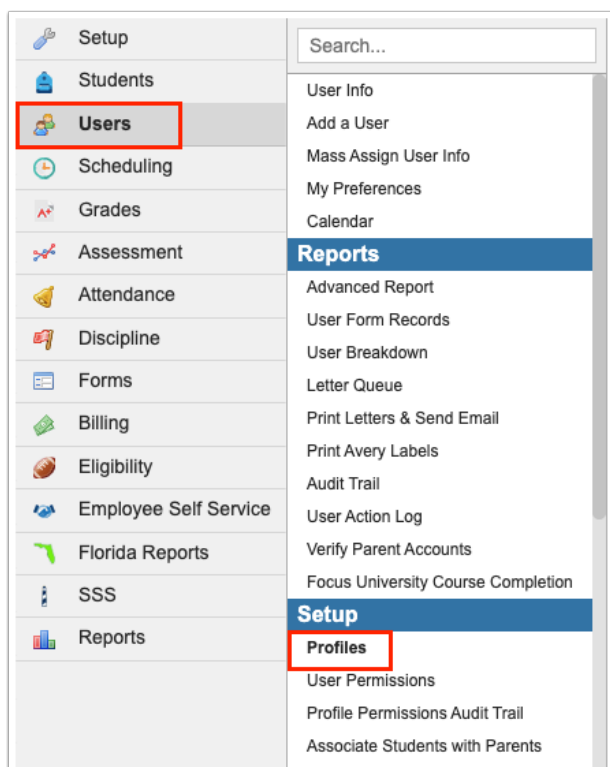 Setup
Students
Users
Scheduling
Grades
Assessment
Attendance
Discipline
Forms
Billing
Eligibility
Employee Self Service
Florida Reports
SSS
Reports
Search...
User Info
Add a User
Mass Assign User Info
My Preferences
Calendar
Reports
Advanced Report
User Form Records
User Breakdown
Letter Queue
Print Letters & Send Email
Print Avery Labels
Audit Trail
User Action Log
Verify Parent Accounts
Focus University Course Completion
Setup
Profiles
User Permissions
Profile Permissions Audit Trail
Associate Students with Parents